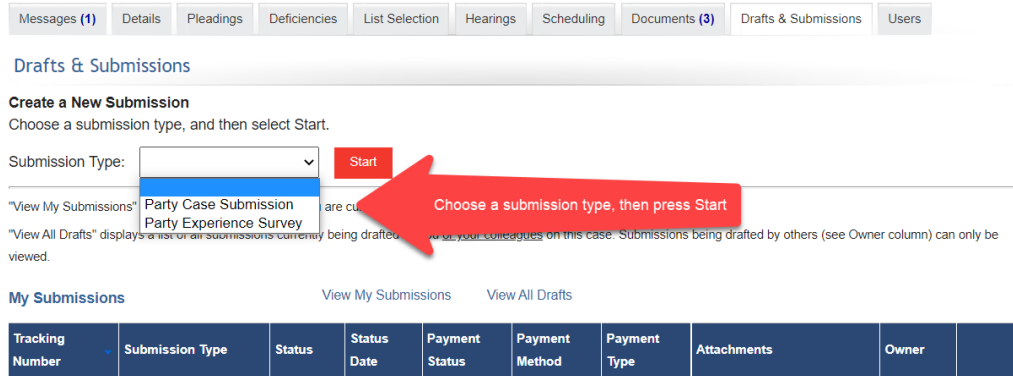 Messages (1) Details Pleadings Deficiencies List Selection Hearings Scheduling Documents (3) Drafts & Submissions Users
Drafts & Submissions
Create a New Submission
Choose a submission type, and then select Start.
Submission Type: Start
Party Case Submission
Party Experience Survey
Choose a submission type, then press Start
"View My Submissions" are
"View All Drafts" displays a list of all submissions currently being drafted or your colleagues on this case. Submissions being drafted by others (see Owner column) can only be
viewed.
My Submissions View My Submissions View All Drafts
Tracking Number Submission Type Status Status Date Payment Status Payment Method Payment Type Attachments Owner